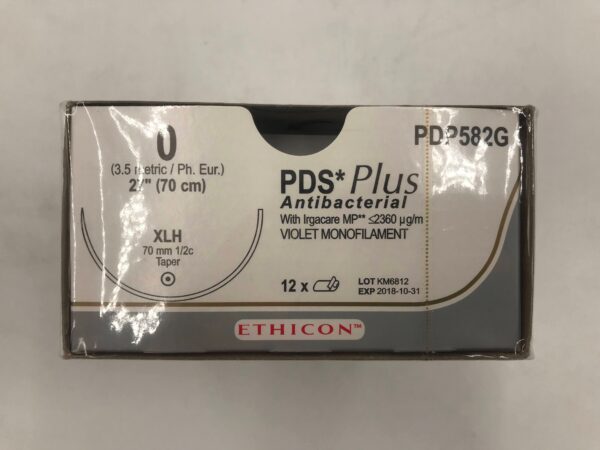 0
(3.5 metric / Ph. Eur.)
27" (70 cm)
XLH
70 mm 1/2c
Taper
PDP582G
PDS* Plus
Antibacterial
With Irgacare MP** ≤2360 µg/m
VIOLET MONOFILAMENT
12 x
LOT KM6812
EXP 2018-10-31
ETHICON™